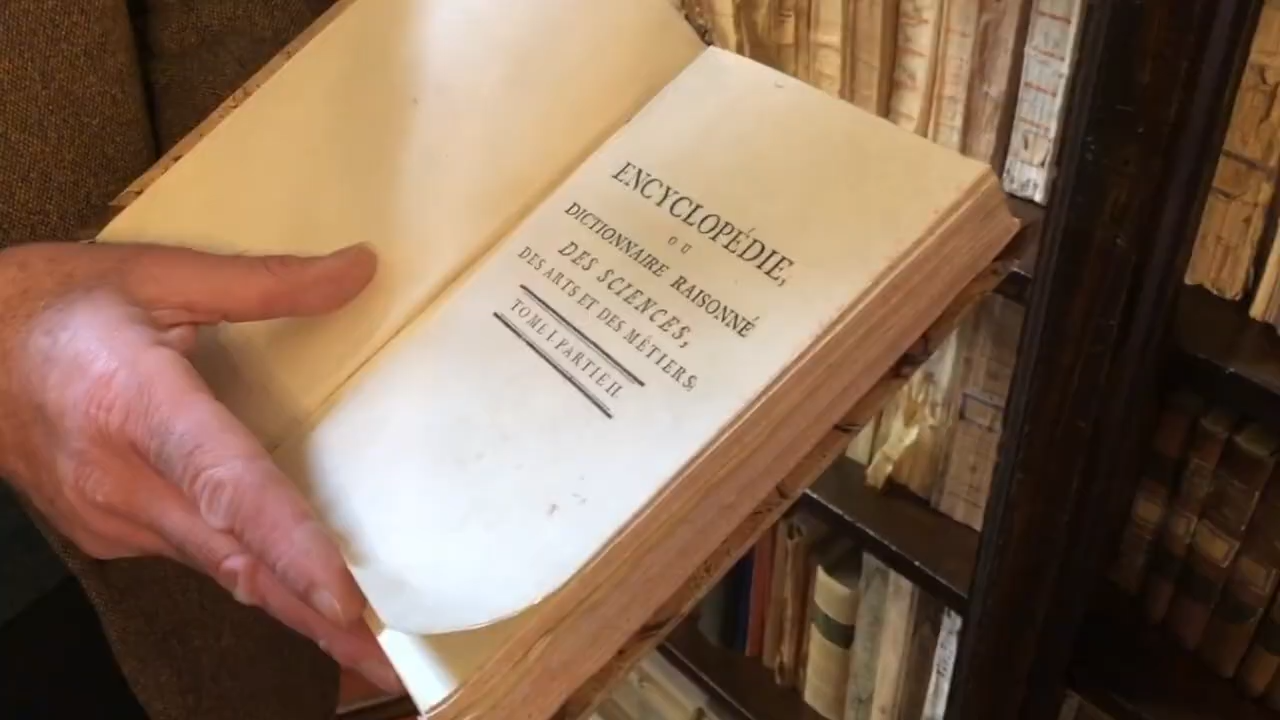 ENCYCLOPÉDIE,
OU
DICTIONNAIRE RAISONNÉ
DES SCIENCES,
DES ARTS ET DES MÉTIERS,
TOME I. PARTIE II.